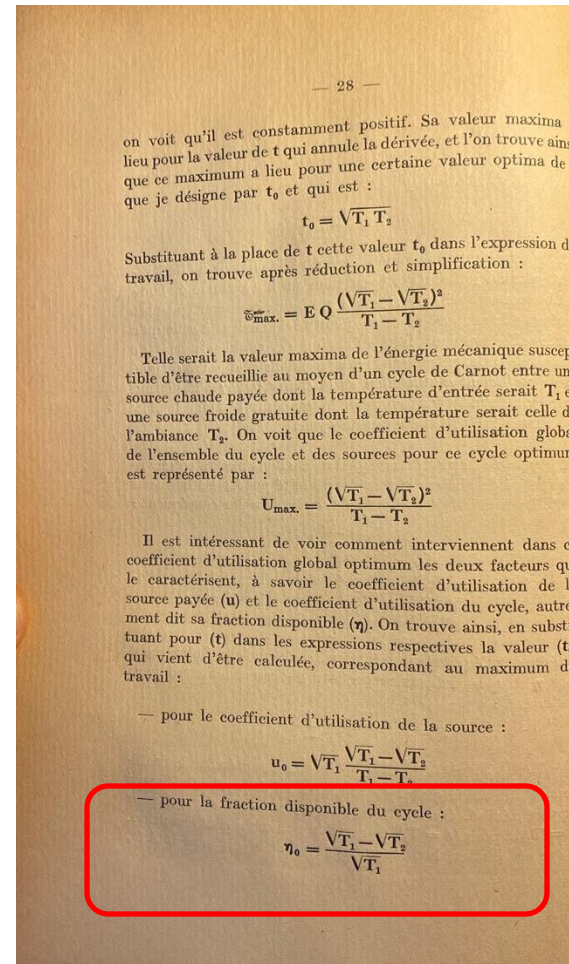 — 28 —
on voit qu'il est constamment positif. Sa valeur maxima
lieu pour la valeur de t qui annule la dérivée, et l'on trouve ains
que ce maximum a lieu pour une certaine valeur optima de
que je désigne par t₀ et qui est :
t₀ = √T₁ T₂
Substituant à la place de t cette valeur t₀ dans l'expression d
travail, on trouve après réduction et simplification :
max. = E Q (√T₁ — √T₂)² / T₁ — T₂
Telle serait la valeur maxima de l'énergie mécanique suscep
tible d'être recueillie au moyen d'un cycle de Carnot entre un
source chaude payée dont la température d'entrée serait T₁ e
une source froide gratuite dont la température serait celle d
l'ambiance T₂. On voit que le coefficient d'utilisation globa
de l'ensemble du cycle et des sources pour ce cycle optimum
est représenté par :
Umax. = (√T₁ — √T₂)² / T₁ — T₂
Il est intéressant de voir comment interviennent dans c
coefficient d'utilisation global optimum les deux facteurs qu
le caractérisent, à savoir le coefficient d'utilisation de l
source payée (u) et le coefficient d'utilisation du cycle, autre
ment dit sa fraction disponible (η). On trouve ainsi, en substi
tuant pour (t) dans les expressions respectives la valeur (t
qui vient d'être calculée, correspondant au maximum d
travail :
— pour le coefficient d'utilisation de la source :
u₀ = √T₁ √T₁ — √T₂ / T₁ — T₂
— pour la fraction disponible du cycle :
η₀ = √T₁ — √T₂ / √T₁